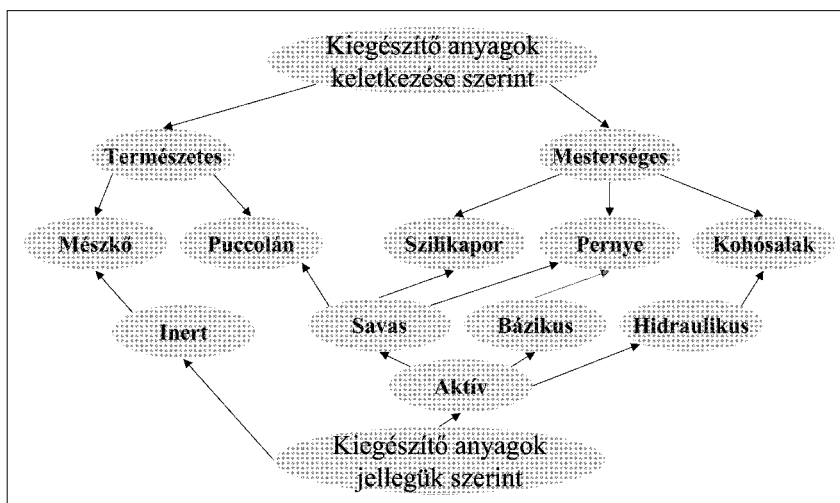 Kiegészítő anyagok
keletkezése szerint
Természetes
Mesterséges
Mészkő
Puccolán
Szilikapor
Pernye
Kohósalak
Inert
Savas
Bázikus
Hidraulikus
Aktív
Kiegészítő anyagok
jellegük szerint